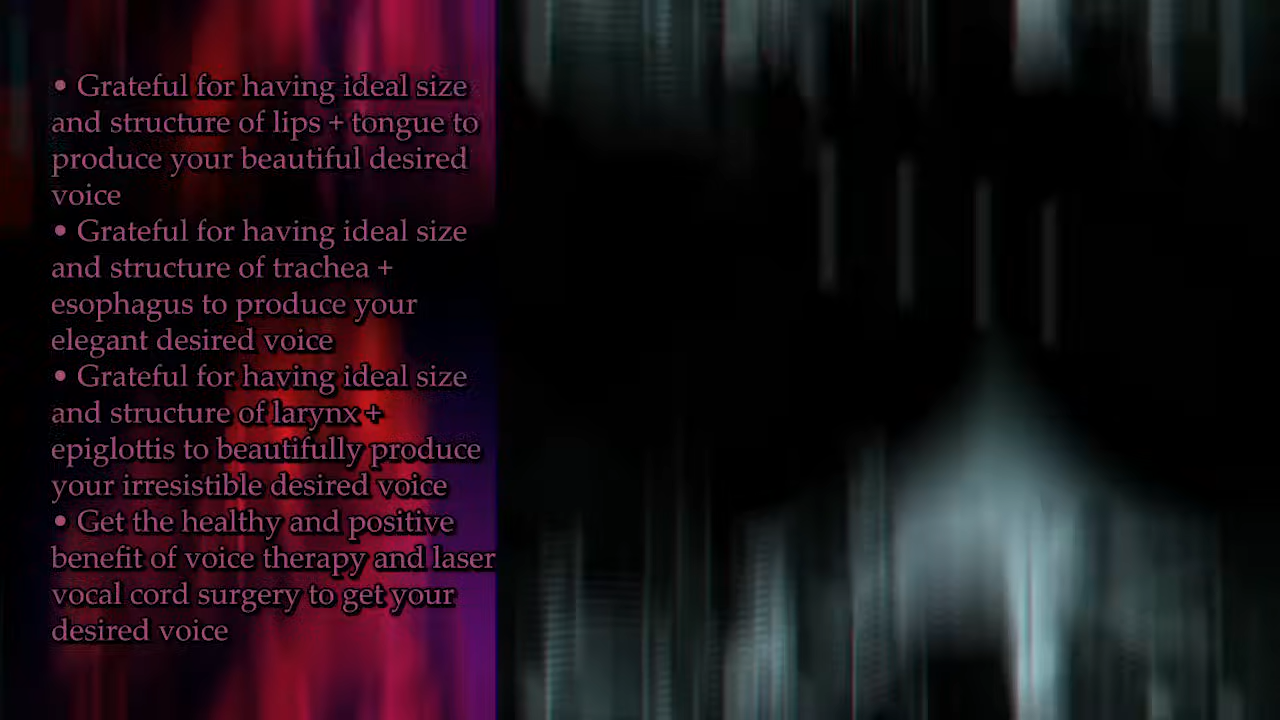 • Grateful for having ideal size
and structure of lips + tongue to
produce your beautiful desired
voice
• Grateful for having ideal size
and structure of trachea +
esophagus to produce your
elegant desired voice
• Grateful for having ideal size
and structure of larynx +
epiglottis to beautifully produce
your irresistible desired voice
• Get the healthy and positive
benefit of voice therapy and laser
vocal cord surgery to get your
desired voice